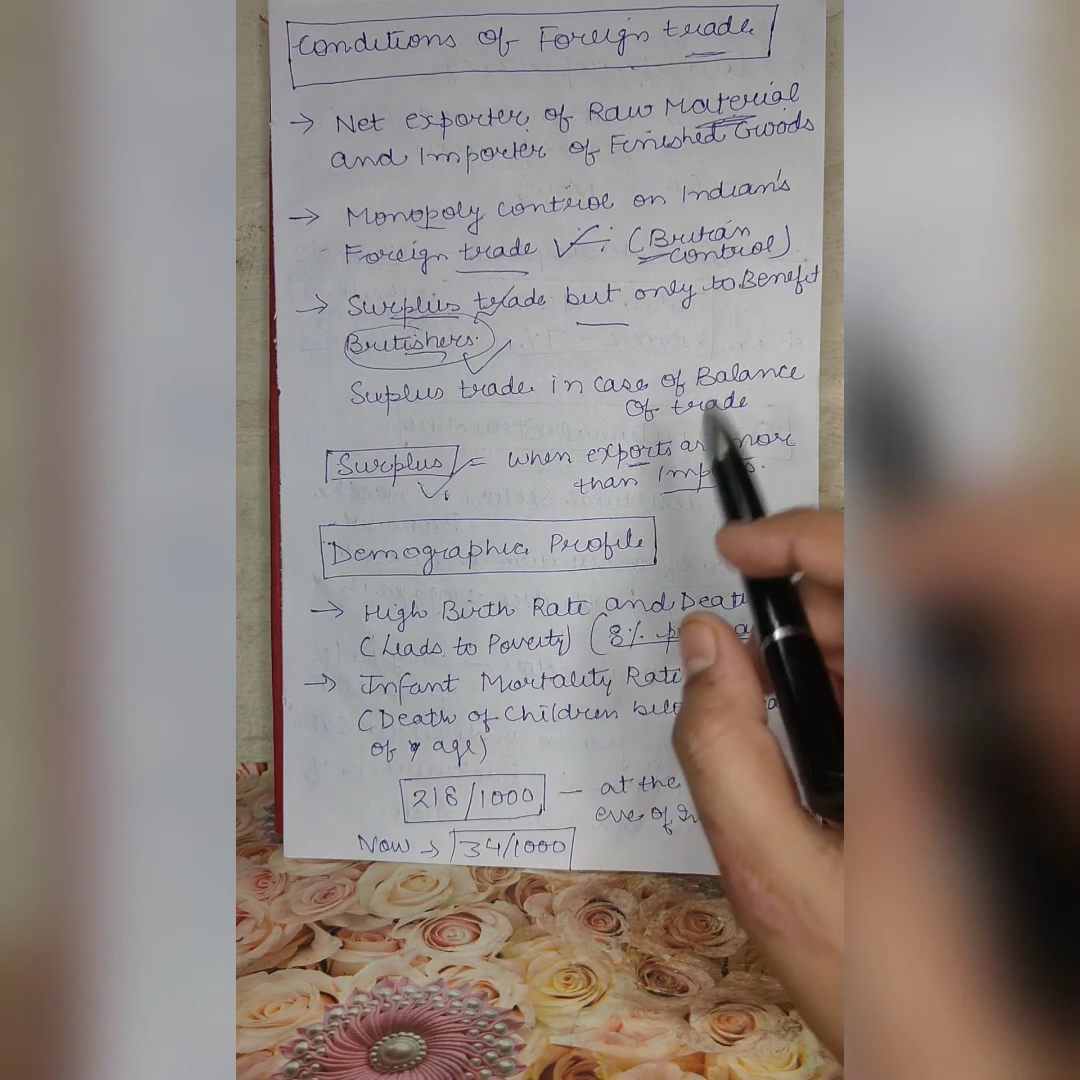 Conditions of Foreign trade
→ Net exporter of Raw Material
and Importer of Finished Goods
→ Monopoly control on Indian's
Foreign trade ✓: (Britain
control).
→ Surplus trade but only to Benefit
Britishers.
Suplus trade in case of Balance
of trade
Surplus = when exports are more
than imports.
Demographic Profile
→ High Birth Rate and Death
(Leads to Poverty) (8%
→ Infant Mortality Rate
(Death of Children
of age)
218/1000 — at the
eve of
Now → 34/1000